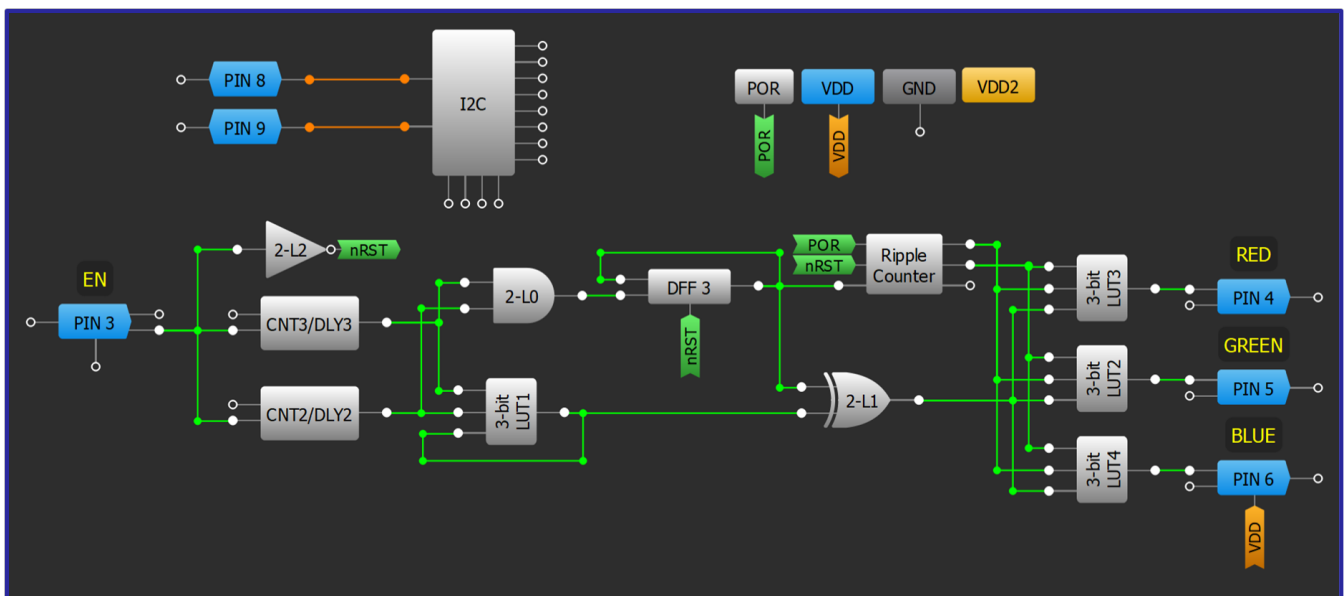 PIN 8
PIN 9
I2C
POR
VDD
GND
VDD2
POR
VDD
2-L2
nRST
EN
PIN 3
CNT3/DLY3
CNT2/DLY2
2-L0
3-bit
LUT1
DFF 3
nRST
POR
nRST
Ripple
Counter
2-L1
3-bit
LUT3
RED
PIN 4
GREEN
3-bit
LUT2
PIN 5
BLUE
3-bit
LUT4
PIN 6
VDD